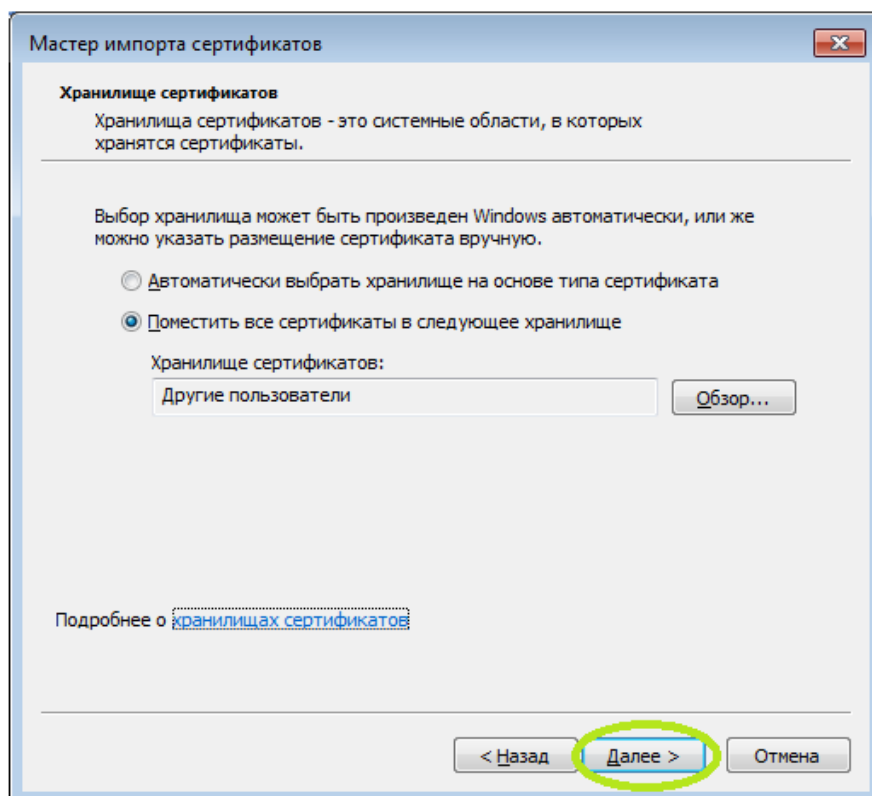 Мастер импорта сертификатов
Хранилище сертификатов
Хранилища сертификатов - это системные области, в которых
хранятся сертификаты.
Выбор хранилища может быть произведен Windows автоматически, или же
можно указать размещение сертификата вручную.
Автоматически выбрать хранилище на основе типа сертификата
Поместить все сертификаты в следующее хранилище
Хранилище сертификатов:
Другие пользователи
Обзор...
Подробнее о хранилищах сертификатов
< Назад Далее > Отмена